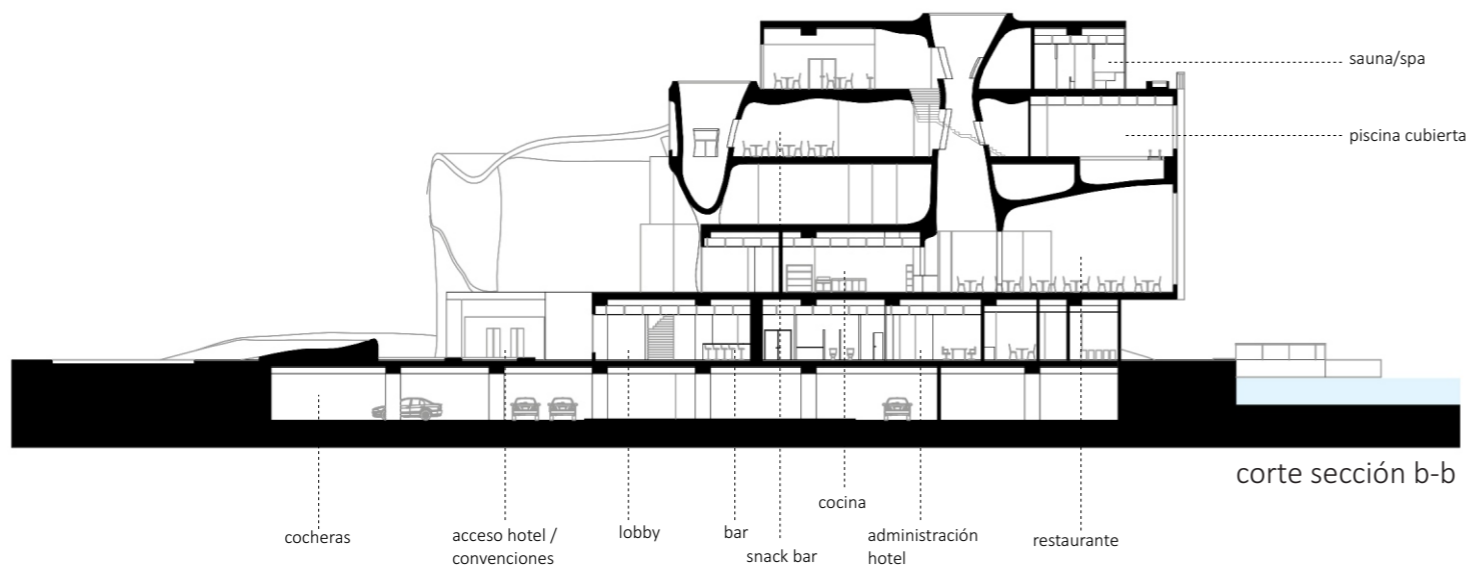 sauna/spa
piscina cubierta
corte sección b-b
cocheras
acceso hotel /
convenciones
lobby
bar
snack bar
cocina
administración
hotel
restaurante